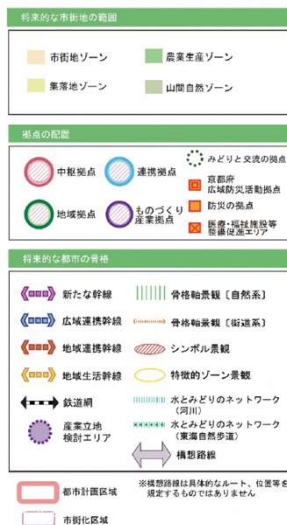 将来的な市街地の範囲
市街地ゾーン
農業生産ゾーン
集落地ゾーン
山間自然ゾーン
拠点の配置
中枢拠点
連携拠点
みどりと交流の拠点
京都府
広域防災活動拠点
地域拠点
ものづくり
産業拠点
防災の拠点
医療・福祉施設等
整備促進エリア
将来的な都市の骨格
新たな幹線
骨格軸景観〔自然系〕
広域連携幹線
骨格軸景観〔街道系〕
地域連携幹線
シンボル景観
地域生活幹線
特徴的ゾーン景観
鉄道網
水とみどりのネットワーク
(河川)
産業立地
検討エリア
水とみどりのネットワーク
(東海自然歩道)
構想路線
都市計画区域
※構想路線は具体的なルート、位置等を
規定するものではありません
市街化区域